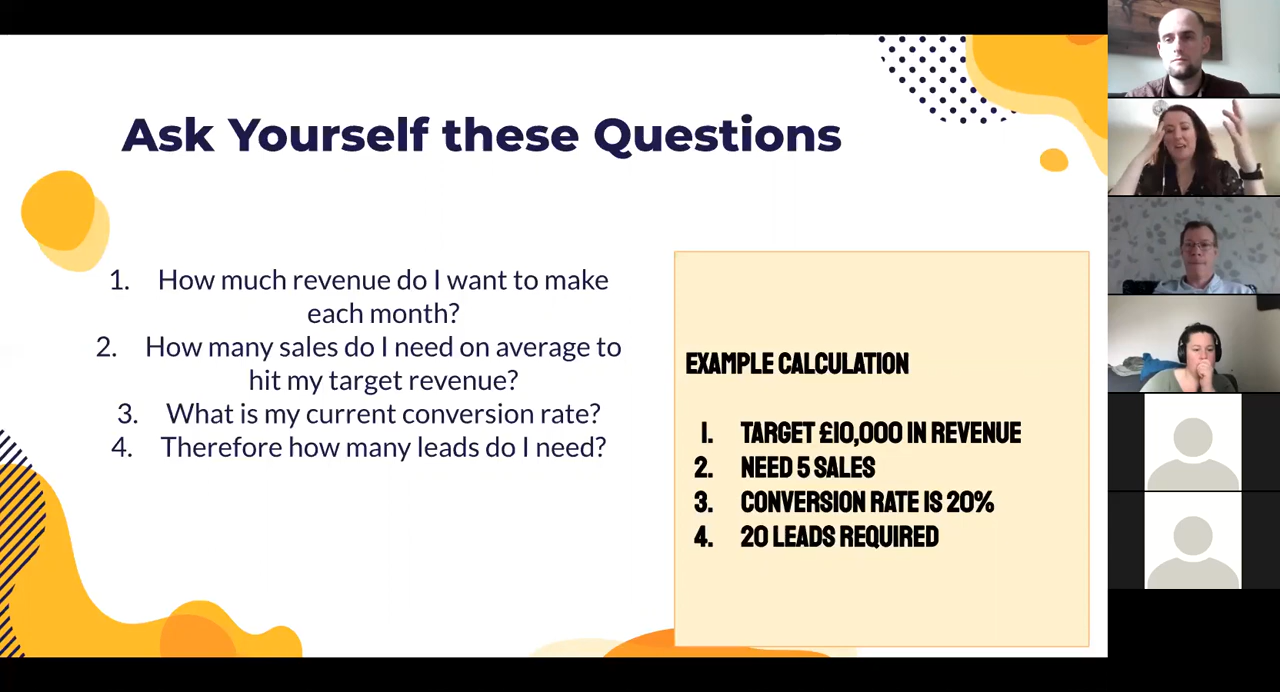 Ask Yourself these Questions
1. How much revenue do I want to make
each month?
2. How many sales do I need on average to
hit my target revenue?
3. What is my current conversion rate?
4. Therefore how many leads do I need?
EXAMPLE CALCULATION
1. TARGET £10,000 IN REVENUE
2. NEED 5 SALES
3. CONVERSION RATE IS 20%
4. 20 LEADS REQUIRED